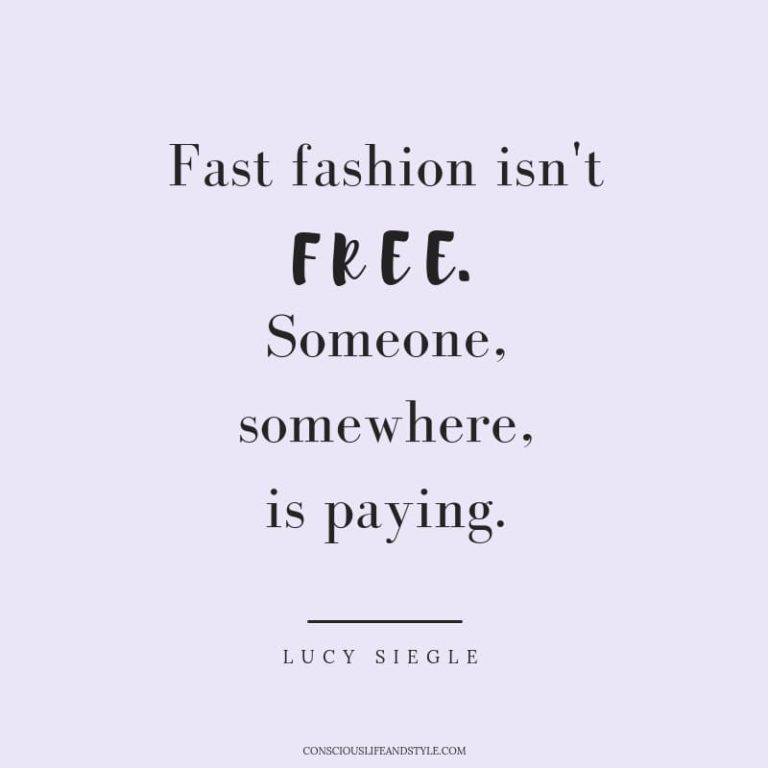 Fast fashion isn't
FREE.
Someone,
somewhere,
is paying.
LUCY SIEGLE
CONSCIOUSLIFEANDSTYLE.COM